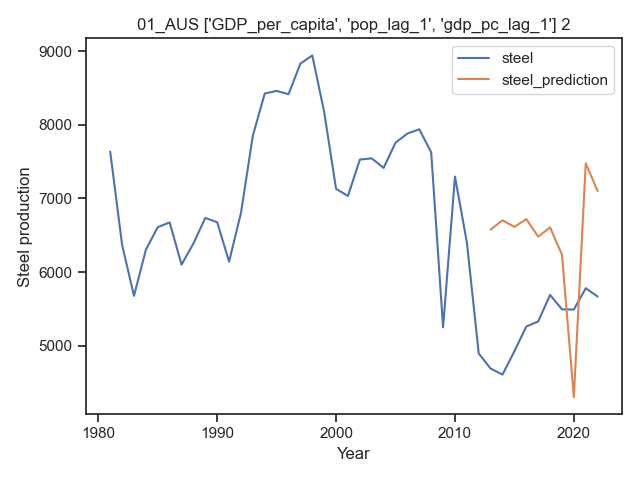 01_AUS ['GDP_per_capita', 'pop_lag_1', 'gdp_pc_lag_1'] 2
steel
steel_prediction
Steel production
9000
8000
7000
6000
5000
1980
1990
2000
2010
2020
Year